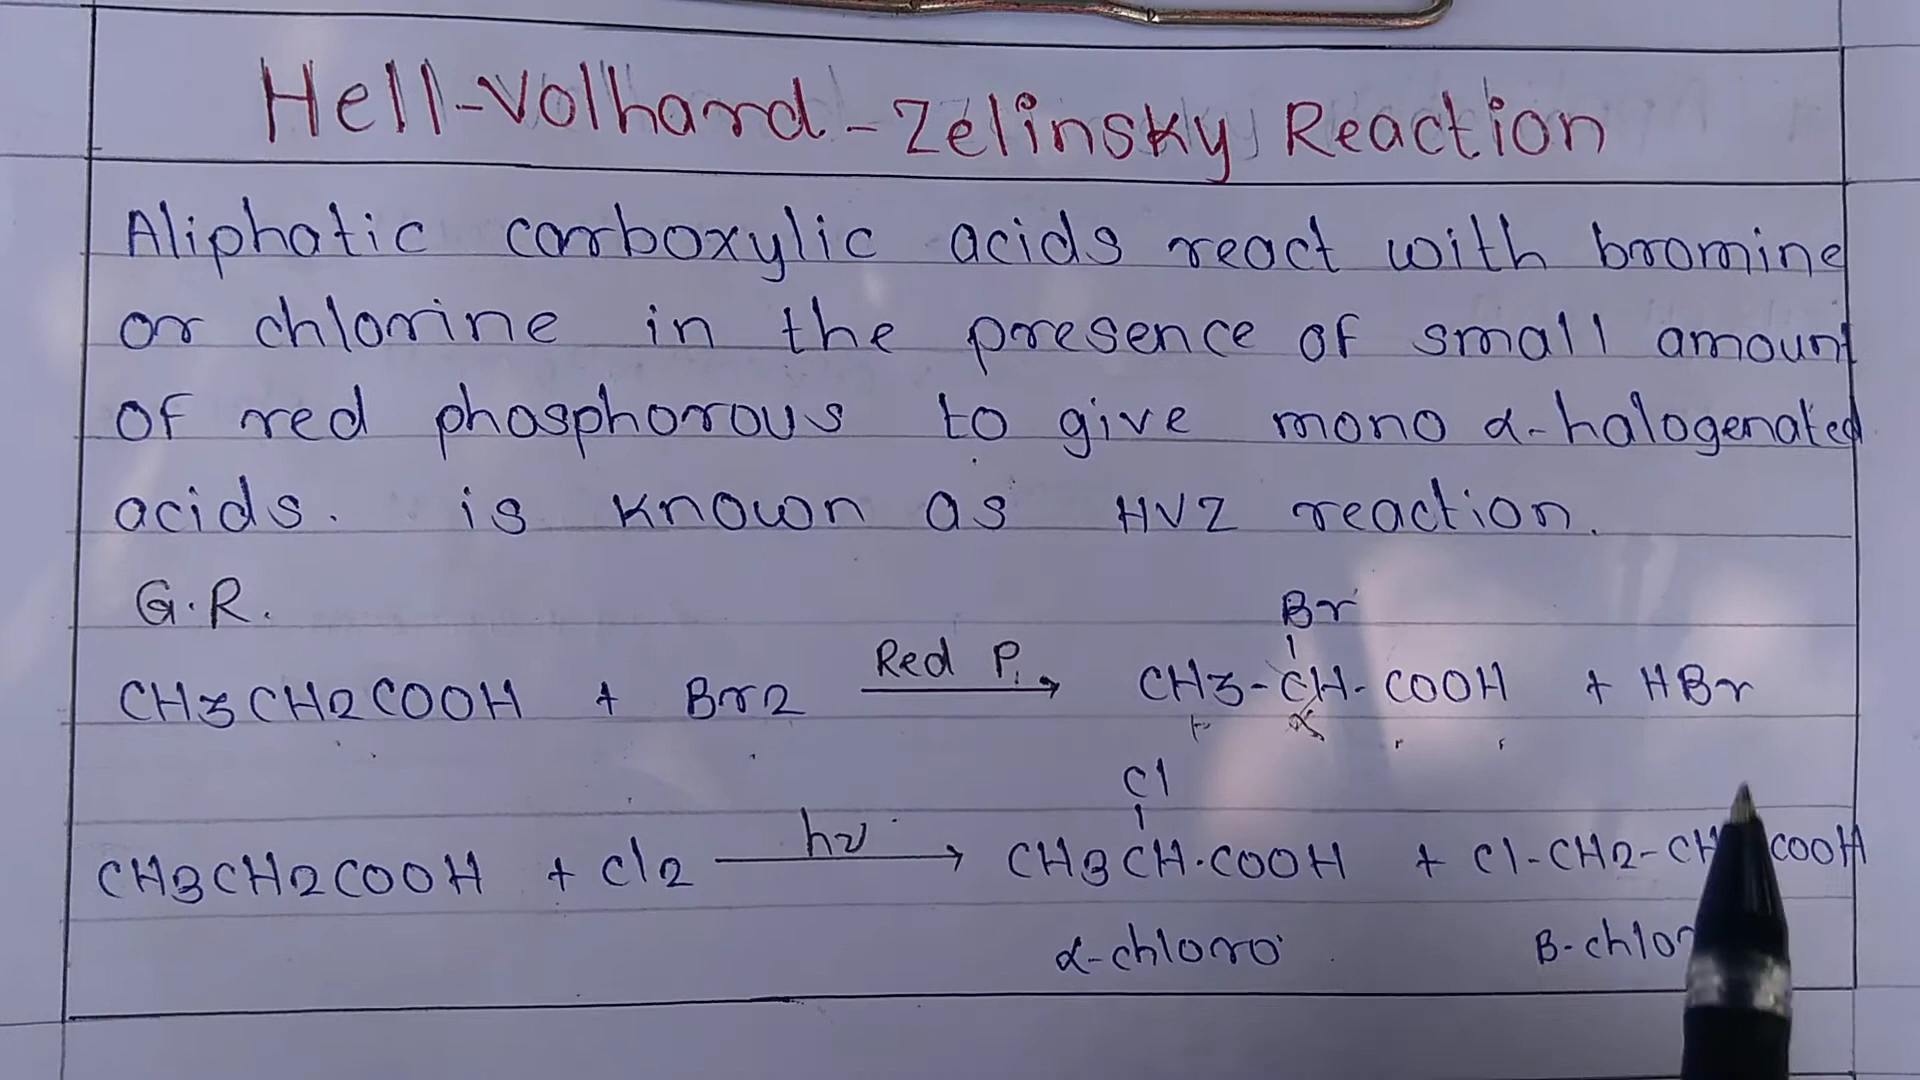 Hell-Volhard-Zelinsky Reaction
Aliphatic carboxylic acids react with bromine
or chlorine in the presence of small amount
of red phosphorous to give mono α-halogenated
acids. is known as HVZ reaction.
G.R.
Br
CH3CH2COOH + Br2 Red P. → CH3-CH-COOH + HBr
α
Cl
CH3CH2COOH + Cl2 hν → CH3CH-COOH + Cl-CH2-CH COOH
α-chloro B-chlor